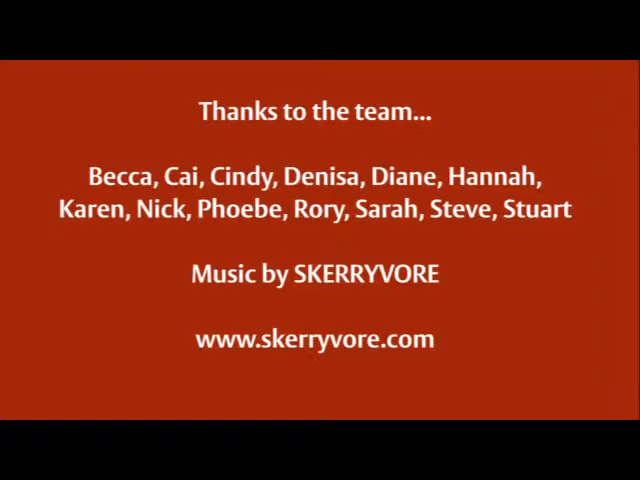 Thanks to the team...
Becca, Cai, Cindy, Denisa, Diane, Hannah,
Karen, Nick, Phoebe, Rory, Sarah, Steve, Stuart
Music by SKERRYVORE
www.skerryvore.com